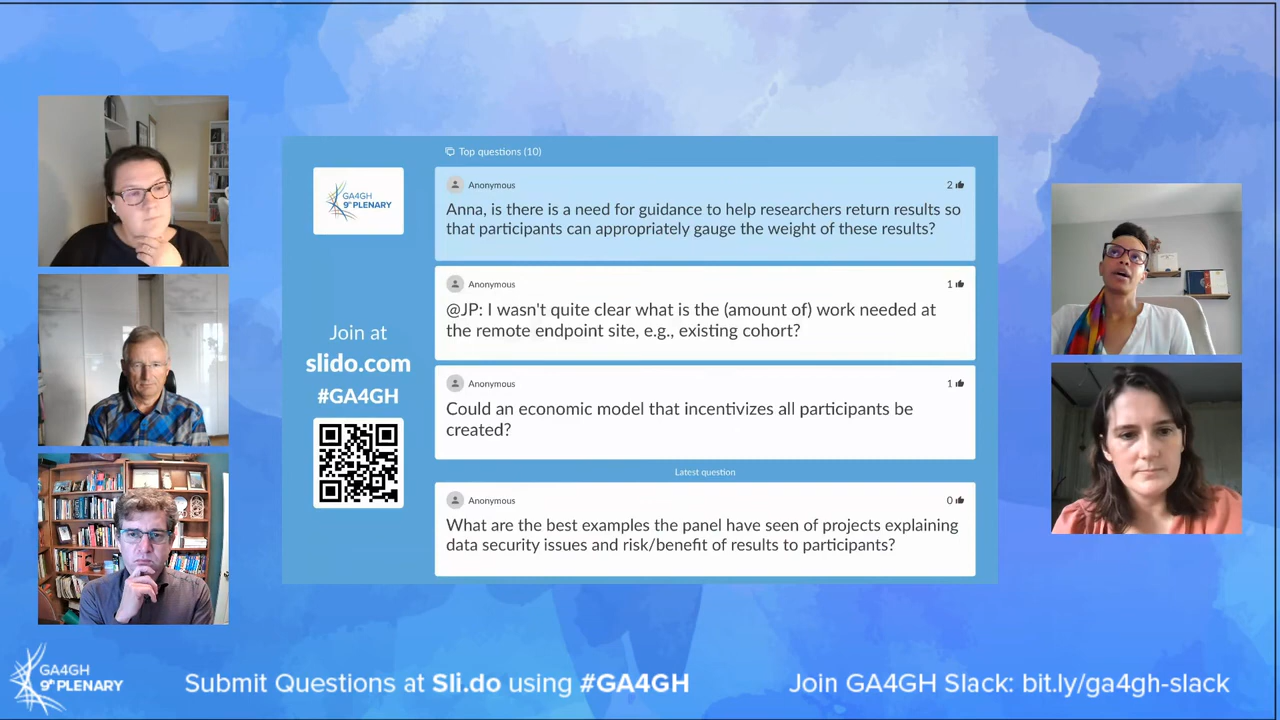 Top questions (10)
GA4GH
9th PLENARY
Anonymous
2
Anna, is there is a need for guidance to help researchers return results so
that participants can appropriately gauge the weight of these results?
Anonymous
1
@JP: I wasn't quite clear what is the (amount of) work needed at
the remote endpoint site, e.g., existing cohort?
Join at
slido.com
#GA4GH
Anonymous
1
Could an economic model that incentivizes all participants be
created?
Latest question
Anonymous
0
What are the best examples the panel have seen of projects explaining
data security issues and risk/benefit of results to participants?
GA4GH
9th PLENARY
Submit Questions at Sli.do using #GA4GH
Join GA4GH Slack: bit.ly/ga4gh-slack